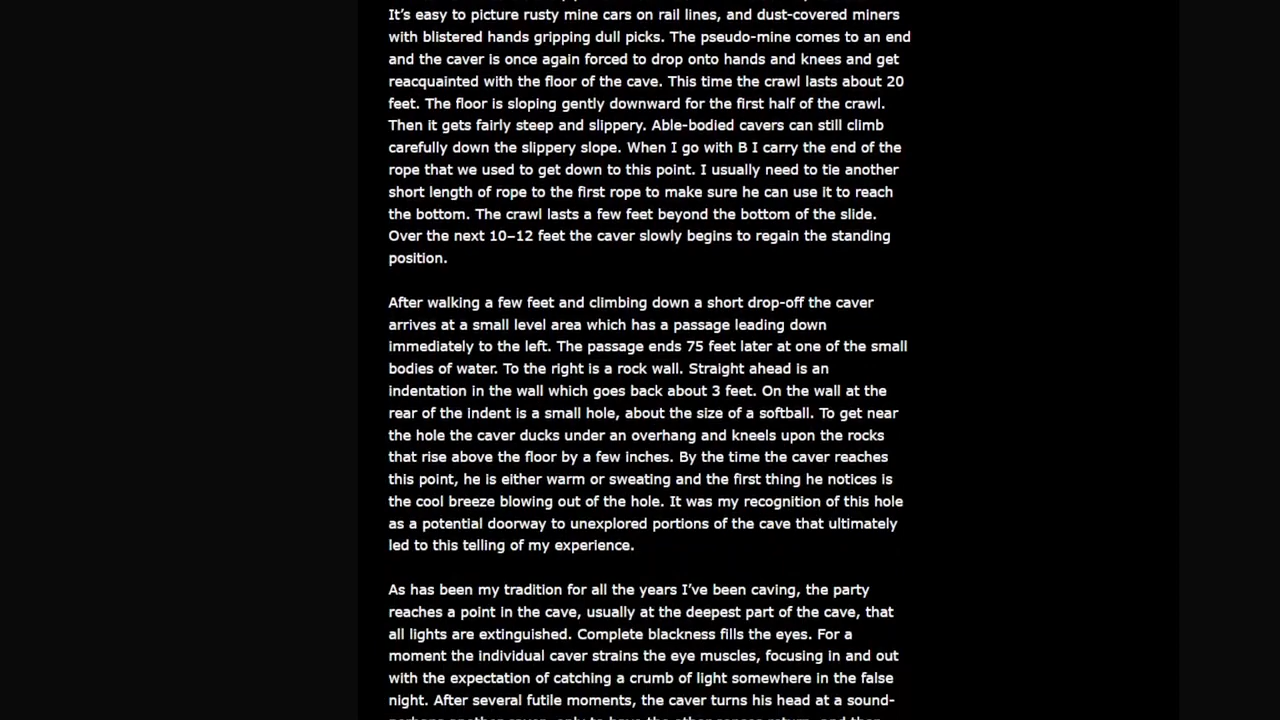 It’s easy to picture rusty mine cars on rail lines, and dust-covered miners
with blistered hands gripping dull picks. The pseudo-mine comes to an end
and the caver is once again forced to drop onto hands and knees and get
reacquainted with the floor of the cave. This time the crawl lasts about 20
feet. The floor is sloping gently downward for the first half of the crawl.
Then it gets fairly steep and slippery. Able-bodied cavers can still climb
carefully down the slippery slope. When I go with B I carry the end of the
rope that we used to get down to this point. I usually need to tie another
short length of rope to the first rope to make sure he can use it to reach
the bottom. The crawl lasts a few feet beyond the bottom of the slide.
Over the next 10–12 feet the caver slowly begins to regain the standing
position.
After walking a few feet and climbing down a short drop-off the caver
arrives at a small level area which has a passage leading down
immediately to the left. The passage ends 75 feet later at one of the small
bodies of water. To the right is a rock wall. Straight ahead is an
indentation in the wall which goes back about 3 feet. On the wall at the
rear of the indent is a small hole, about the size of a softball. To get near
the hole the caver ducks under an overhang and kneels upon the rocks
that rise above the floor by a few inches. By the time the caver reaches
this point, he is either warm or sweating and the first thing he notices is
the cool breeze blowing out of the hole. It was my recognition of this hole
as a potential doorway to unexplored portions of the cave that ultimately
led to this telling of my experience.
As has been my tradition for all the years I’ve been caving, the party
reaches a point in the cave, usually at the deepest part of the cave, that
all lights are extinguished. Complete blackness fills the eyes. For a
moment the individual caver strains the eye muscles, focusing in and out
with the expectation of catching a crumb of light somewhere in the false
night. After several futile moments, the caver turns his head at a sound-